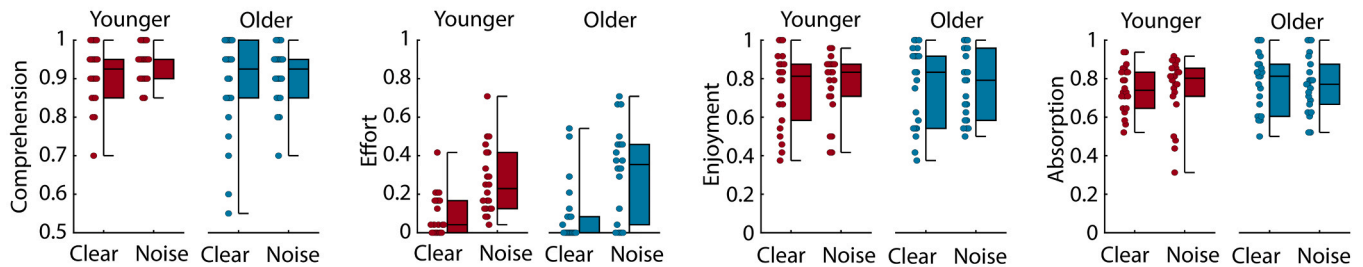 Younger Older
Comprehension
1
0.9
0.8
0.7
0.6
0.5
Clear Noise Clear Noise
Younger Older
Effort
1
0.8
0.6
0.4
0.2
0
Clear Noise Clear Noise
Younger Older
Enjoyment
1
0.8
0.6
0.4
0.2
0
Clear Noise Clear Noise
Younger Older
Absorption
1
0.8
0.6
0.4
0.2
0
Clear Noise Clear Noise